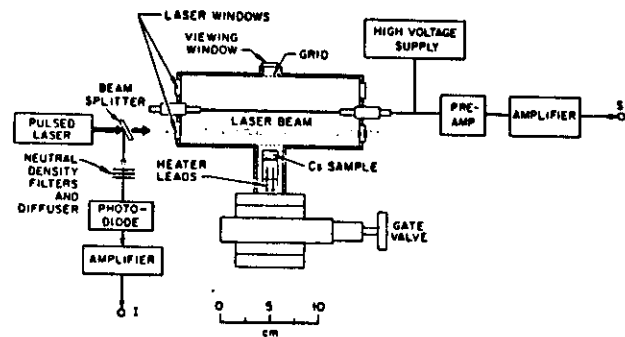 LASER WINDOWS
VIEWING
WINDOW
GRID
HIGH VOLTAGE
SUPPLY
BEAM
SPLITTER
PULSED
LASER
LASER BEAM
PRE-
AMP
AMPLIFIER
S
NEUTRAL
DENSITY
FILTERS
AND
DIFFUSER
HEATER
LEADS
Cs SAMPLE
PHOTO-
DIODE
GATE
VALVE
AMPLIFIER
I
0 5 10
cm